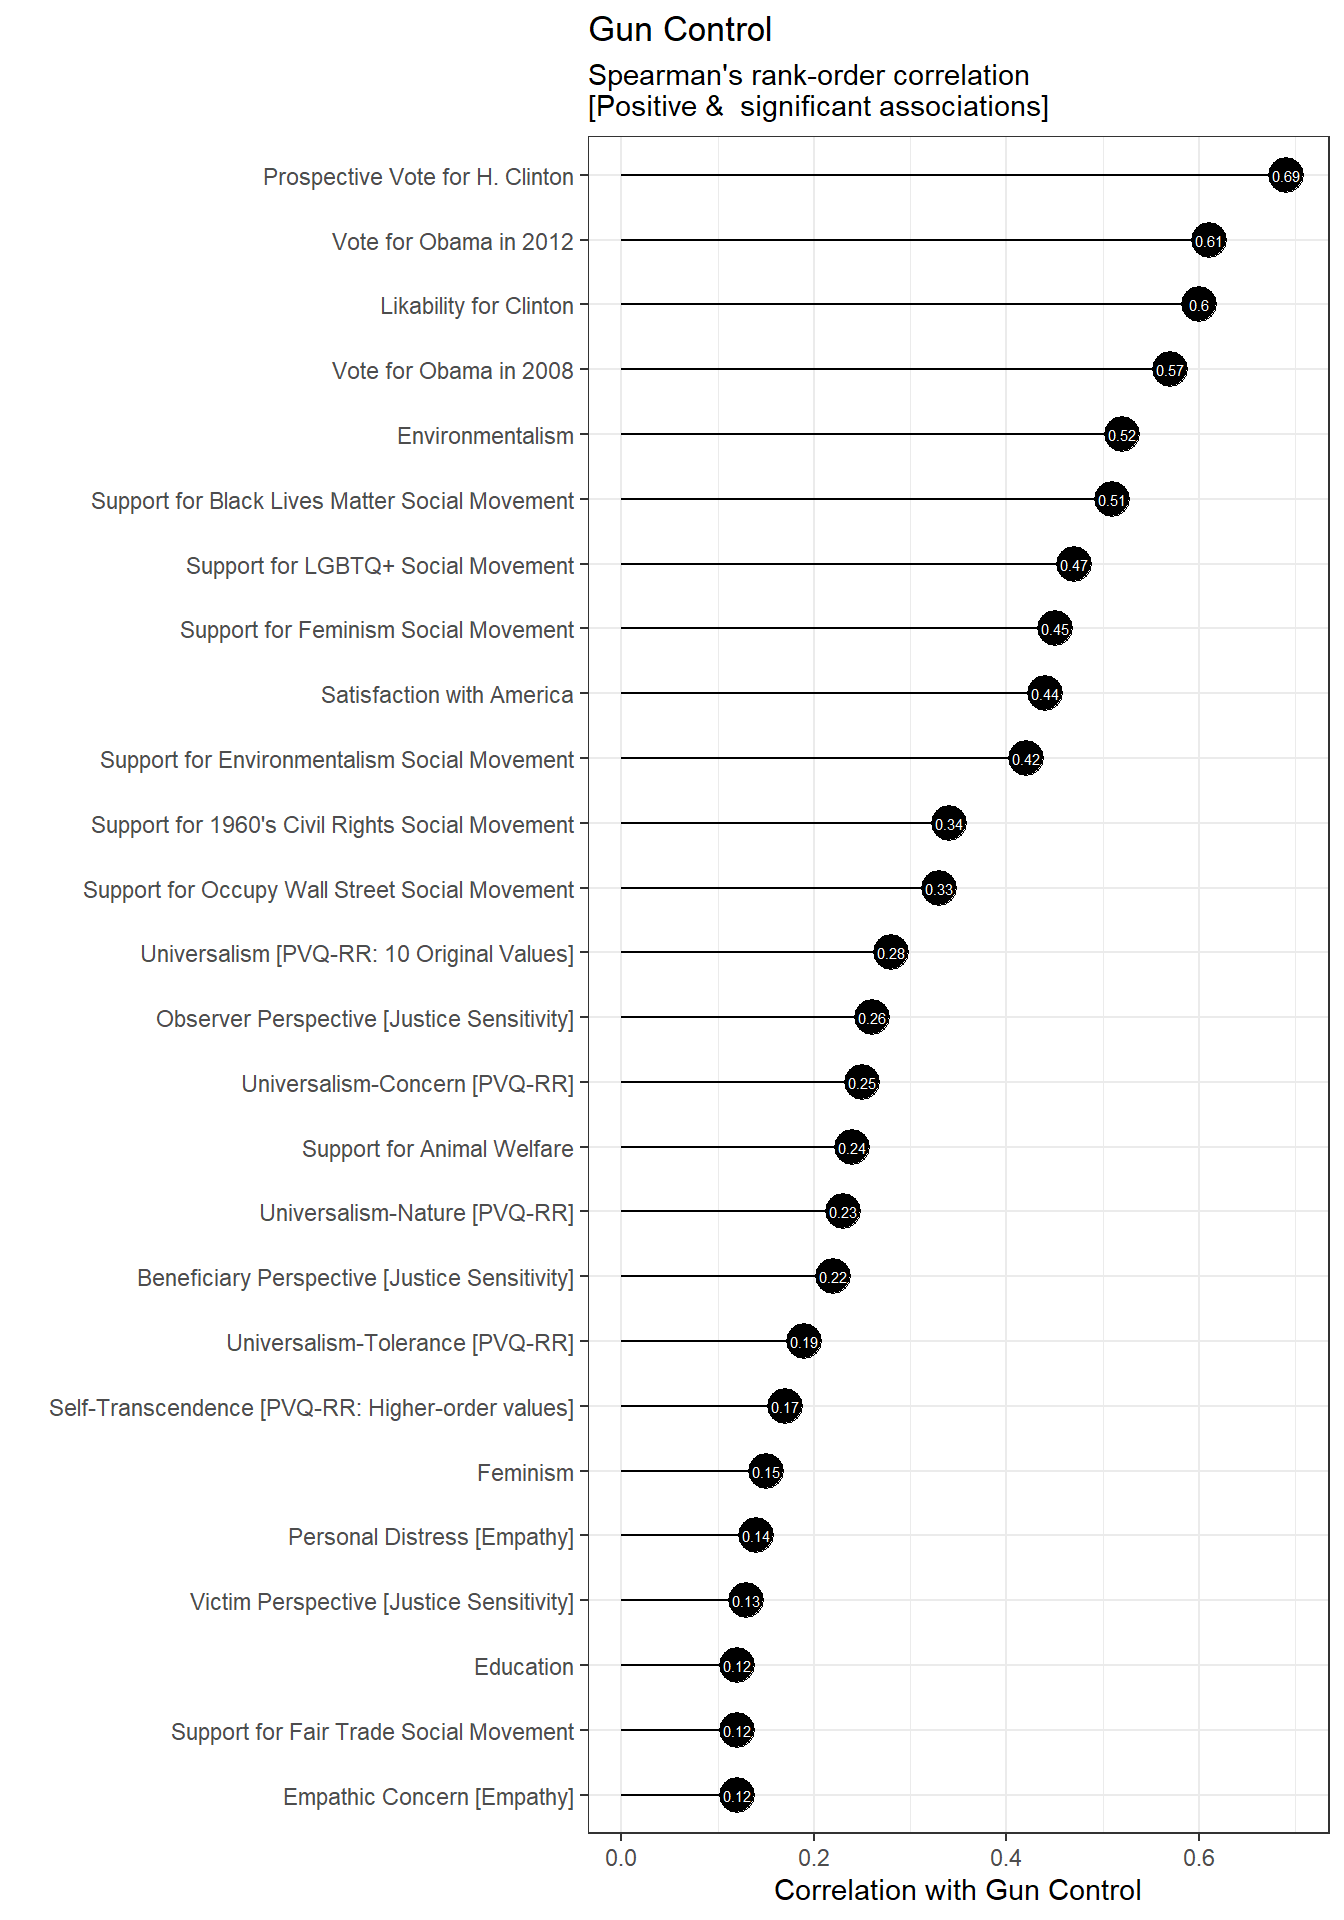 Gun Control
Spearman's rank-order correlation
[Positive &  significant associations]
Prospective Vote for H. Clinton 0.69
Vote for Obama in 2012 0.61
Likability for Clinton 0.6
Vote for Obama in 2008 0.57
Environmentalism 0.52
Support for Black Lives Matter Social Movement 0.51
Support for LGBTQ+ Social Movement 0.47
Support for Feminism Social Movement 0.45
Satisfaction with America 0.44
Support for Environmentalism Social Movement 0.42
Support for 1960's Civil Rights Social Movement 0.34
Support for Occupy Wall Street Social Movement 0.33
Universalism [PVQ-RR: 10 Original Values] 0.28
Observer Perspective [Justice Sensitivity] 0.26
Universalism-Concern [PVQ-RR] 0.25
Support for Animal Welfare 0.24
Universalism-Nature [PVQ-RR] 0.23
Beneficiary Perspective [Justice Sensitivity] 0.22
Universalism-Tolerance [PVQ-RR] 0.19
Self-Transcendence [PVQ-RR: Higher-order values] 0.17
Feminism 0.15
Personal Distress [Empathy] 0.14
Victim Perspective [Justice Sensitivity] 0.13
Education 0.12
Support for Fair Trade Social Movement 0.12
Empathic Concern [Empathy] 0.12
0.0 0.2 0.4 0.6
Correlation with Gun Control